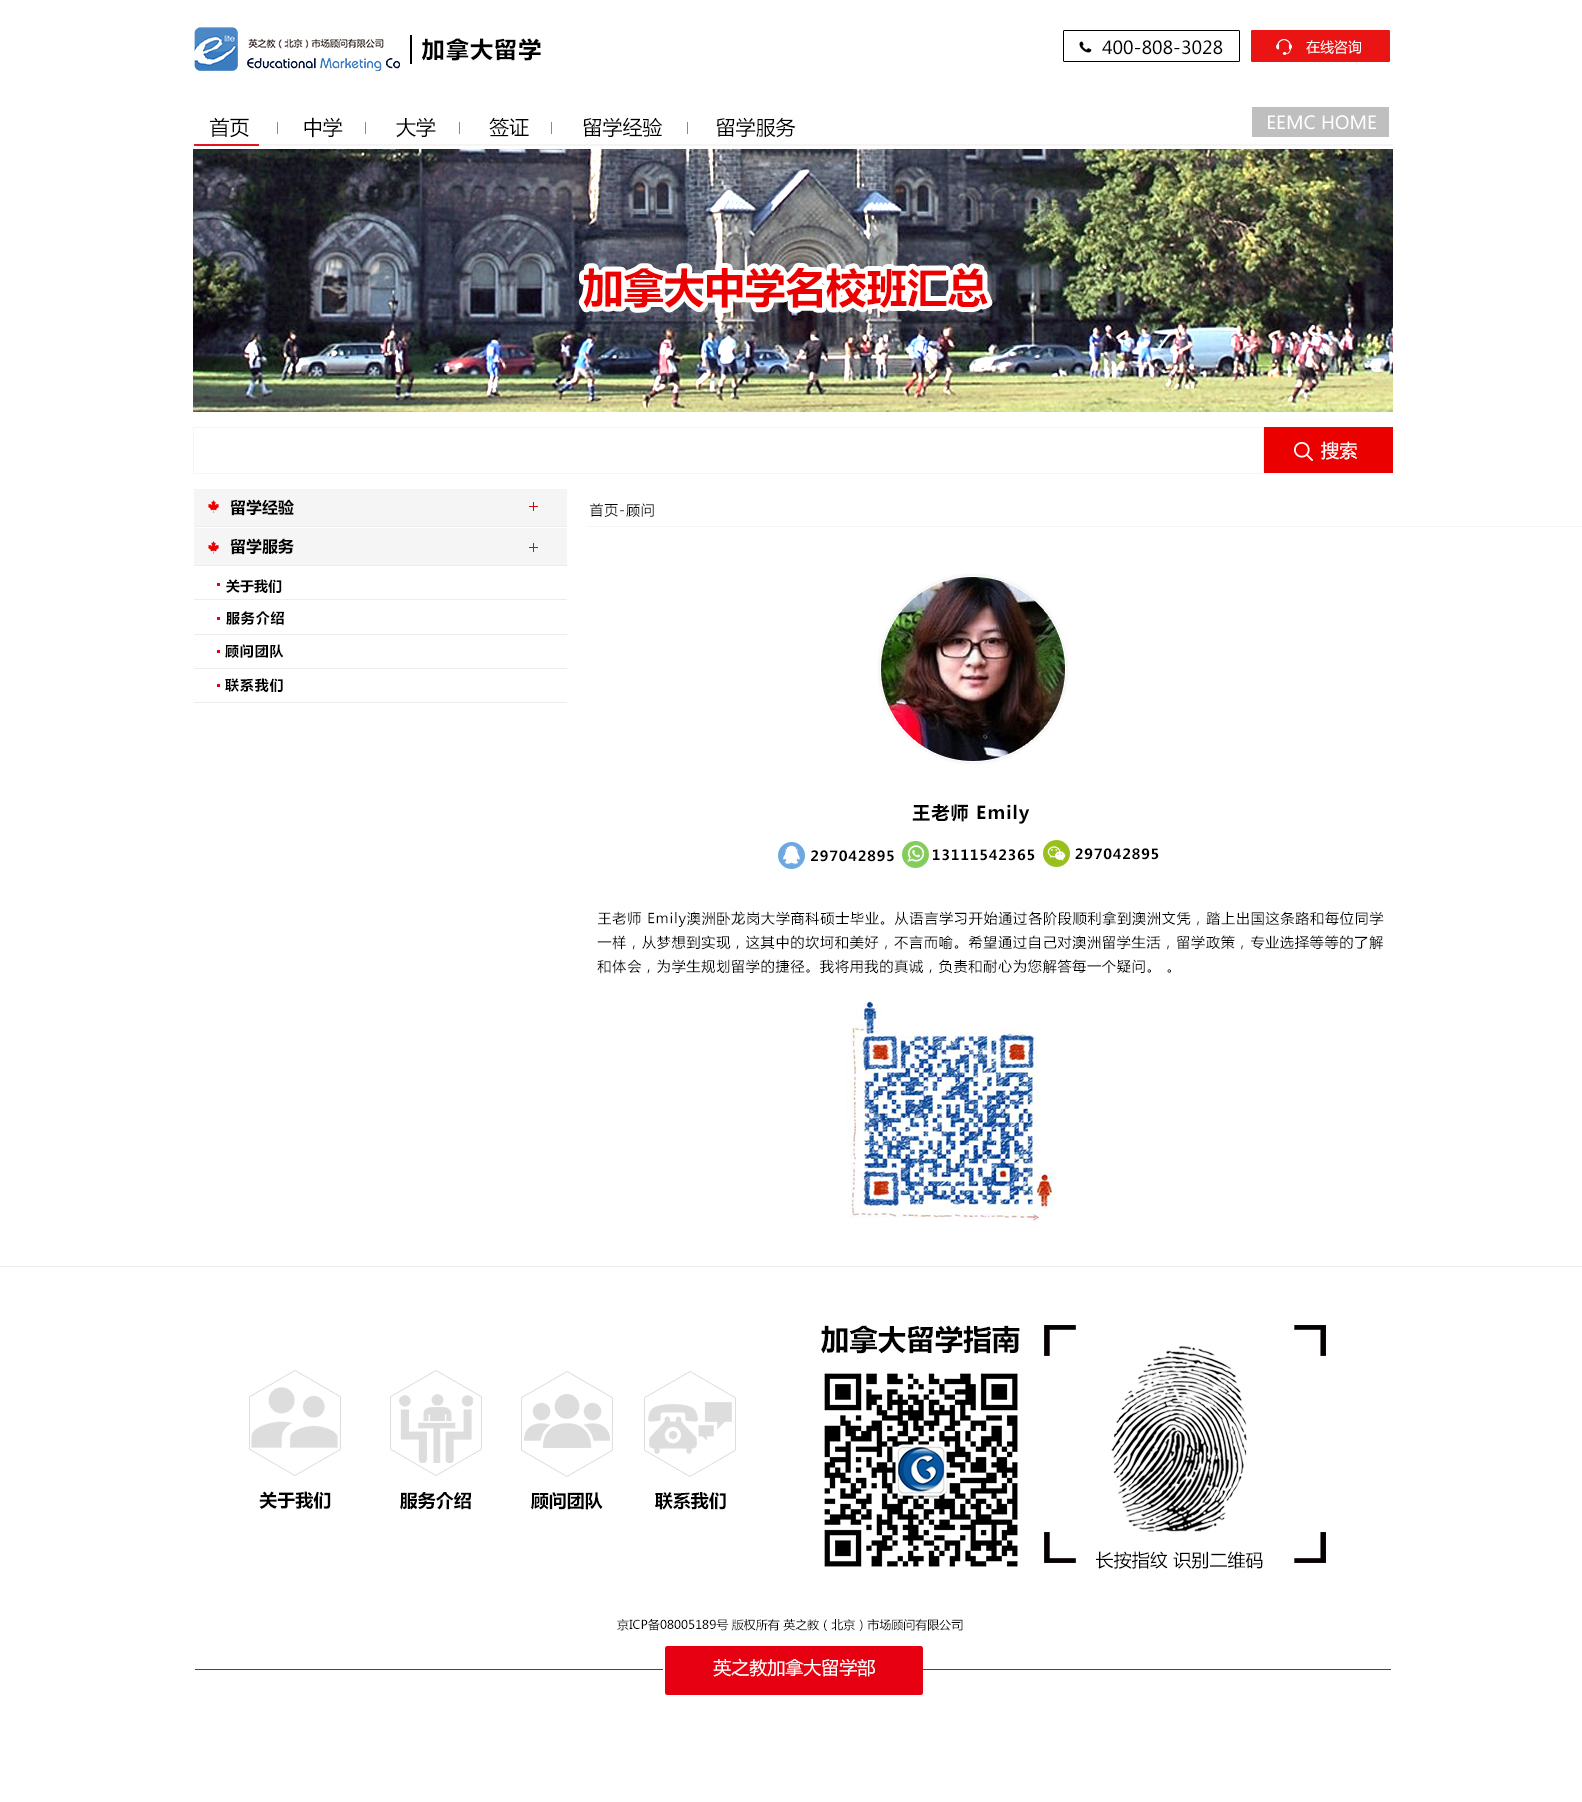 elite
英之教（北京）市场顾问有限公司
Educational Marketing Co
加拿大留学
400-808-3028
在线咨询
首页
中学
大学
签证
留学经验
留学服务
EEMC HOME
加拿大中学名校班汇总
搜索
留学经验 +
留学服务 +
关于我们
服务介绍
顾问团队
联系我们
首页-顾问
王老师 Emily
297042895 13111542365 297042895
王老师 Emily澳洲卧龙岗大学商科硕士毕业。从语言学习开始通过各阶段顺利拿到澳洲文凭，踏上出国这条路和每位同学
一样，从梦想到实现，这其中的坎坷和美好，不言而喻。希望通过自己对澳洲留学生活，留学政策，专业选择等等的了解
和体会，为学生规划留学的捷径。我将用我的真诚，负责和耐心为您解答每一个疑问。 。
关于我们
服务介绍
顾问团队
联系我们
加拿大留学指南
长按指纹 识别二维码
京ICP备08005189号 版权所有 英之教（北京）市场顾问有限公司
英之教加拿大留学部